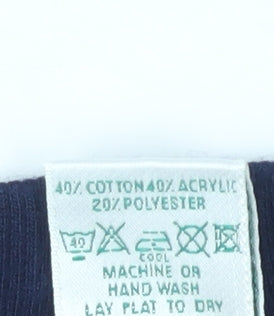 40% COTTON 40% ACRYLIC
20% POLYESTER
40
COOL
MACHINE OR
HAND WASH
LAY FLAT TO DRY